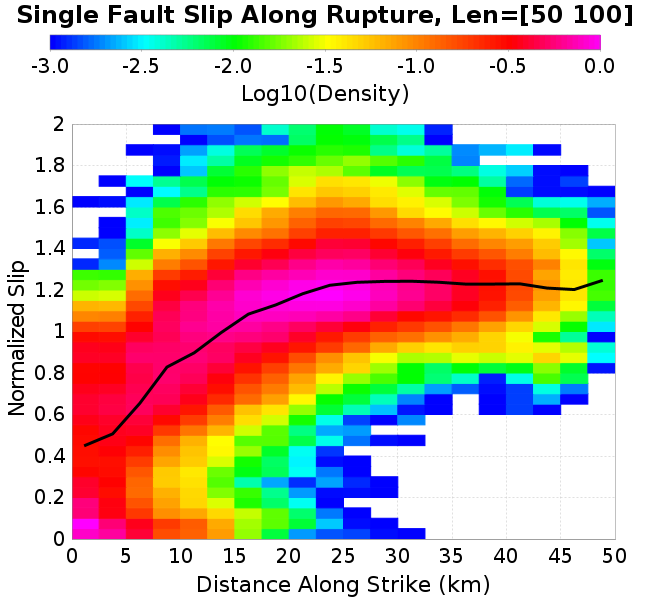 Single Fault Slip Along Rupture, Len=[50 100]
-3.0 -2.5 -2.0 -1.5 -1.0 -0.5 0.0
Log10(Density)
2
1.8
1.6
1.4
1.2
1
0.8
0.6
0.4
0.2
0
Normalized Slip
0 5 10 15 20 25 30 35 40 45 50
Distance Along Strike (km)